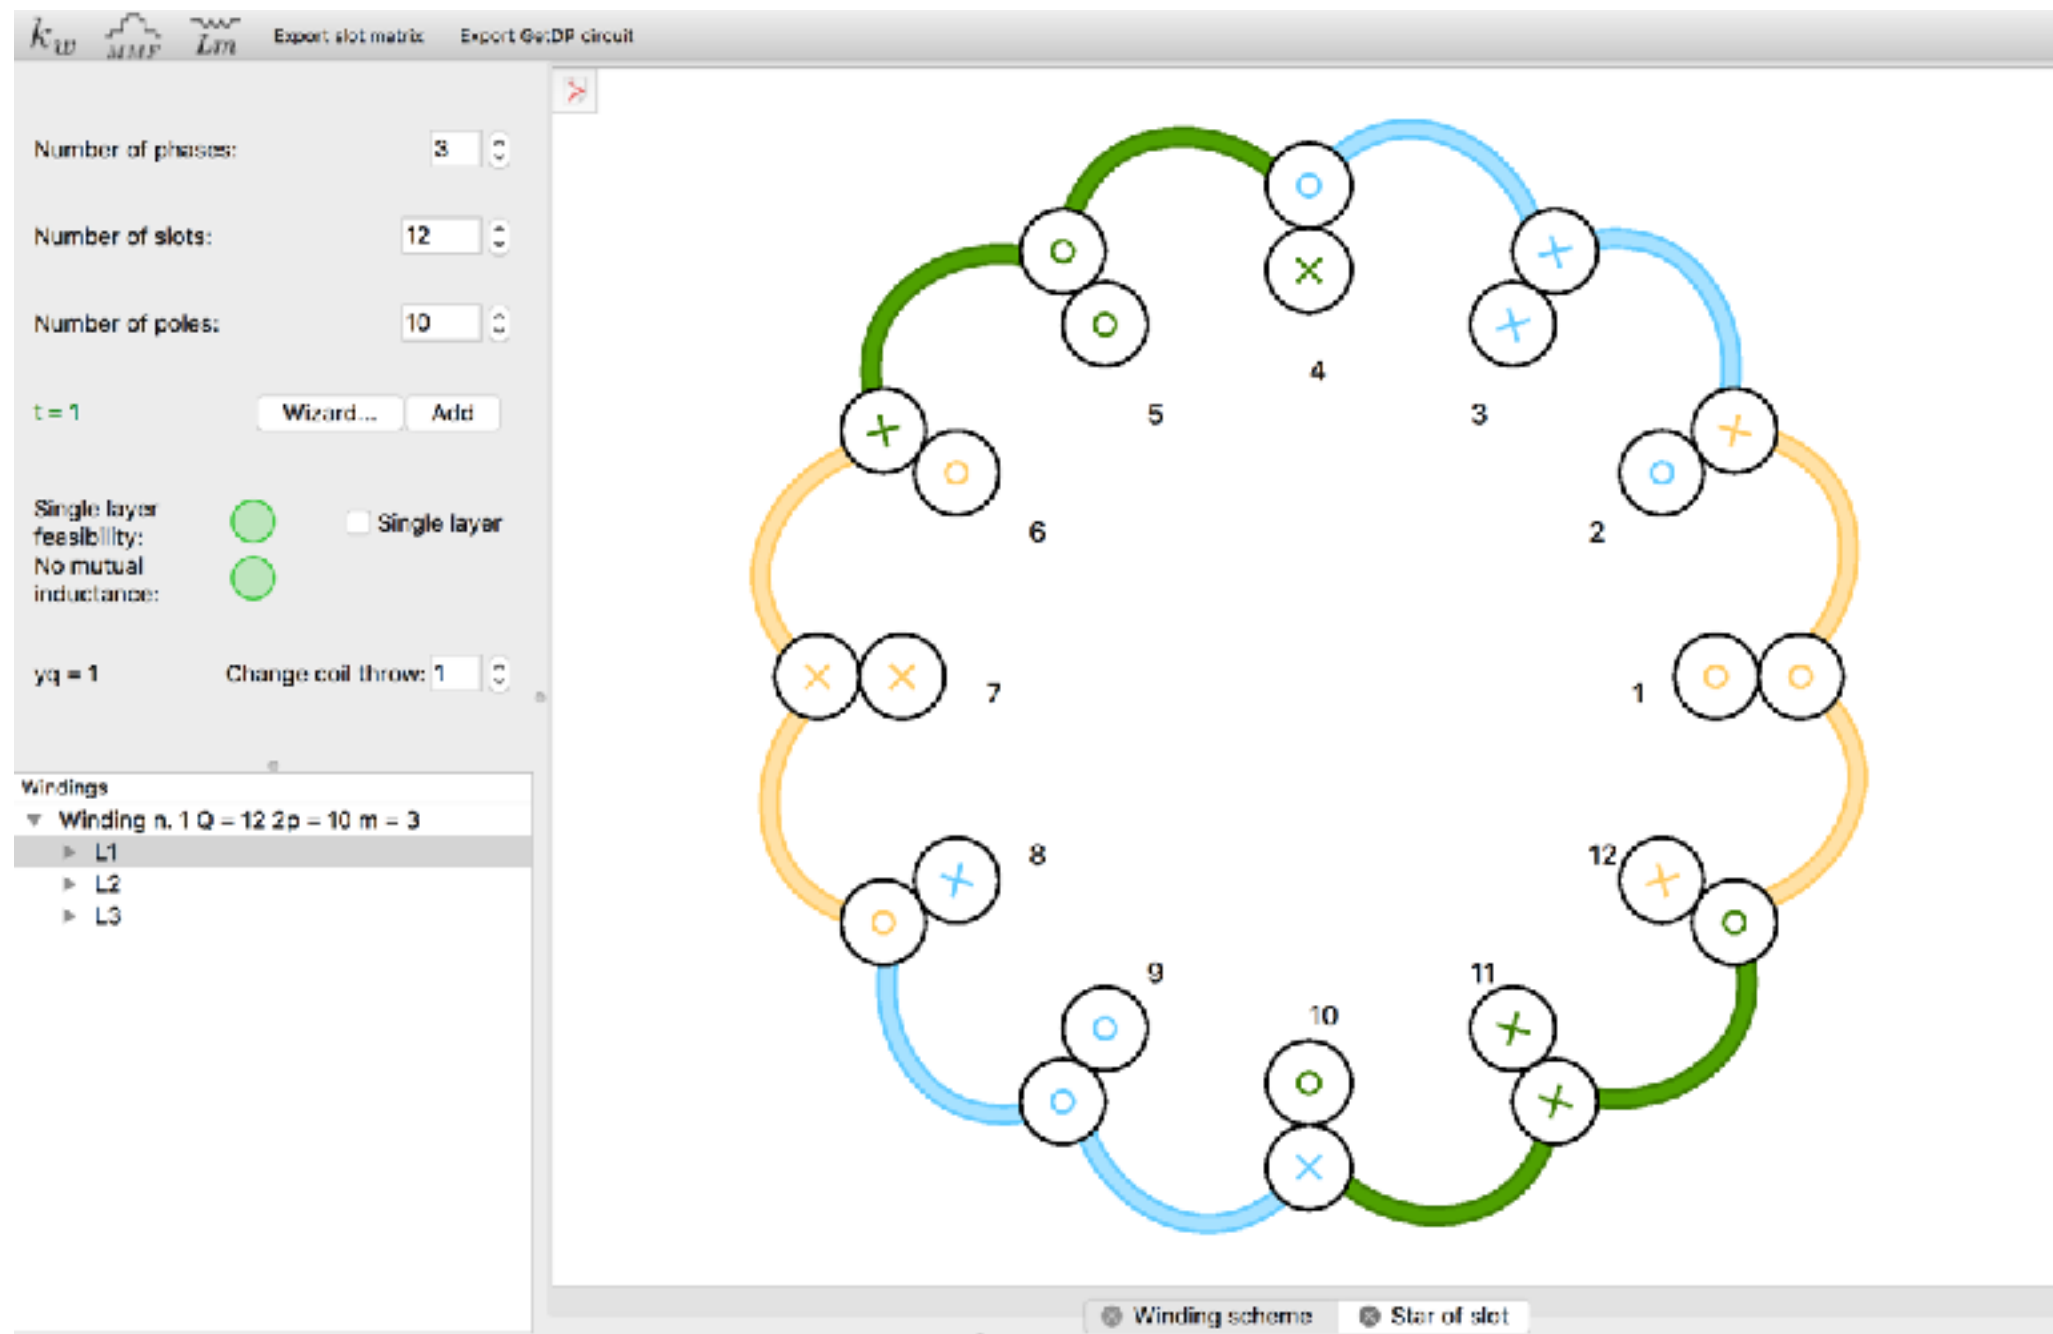 kw MMF Lm Export slot matrix Export GetDP circuit
Number of phases: 3
Number of slots: 12
Number of poles: 10
t = 1 Wizard... Add
Single layer
feasibility:
Single layer
No mutual
inductance:
yq = 1 Change coil throw: 1
Windings
Winding n. 1 Q = 12 2p = 10 m = 3
L1
L2
L3
4
5
3
6
2
7
1
8
12
9
11
10
Winding scheme
Star of slot